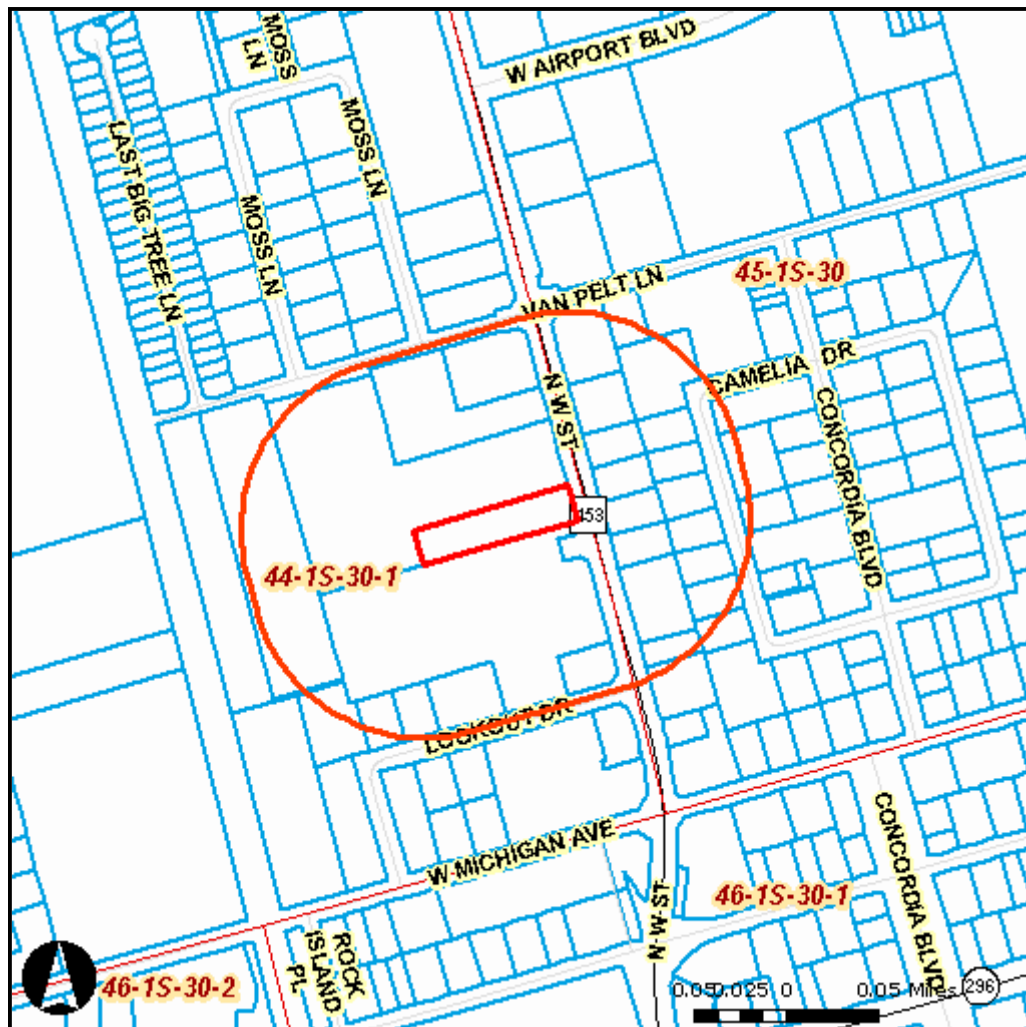 MOSS
LN
W AIRPORT BLVD
LAST BIG TREE LN
MOSS LN
MOSS LN
45-1S-30
VAN PELT LN
CAMELIA DR
N W ST
CONCORDIA BLVD
453
44-1S-30-1
LOOKOUT DR
W MICHIGAN AVE
CONCORDIA BLVD
46-1S-30-1
N W ST
ROCK
ISLAND
PL
46-1S-30-2
0.05 0.025 0 0.05 Miles
296